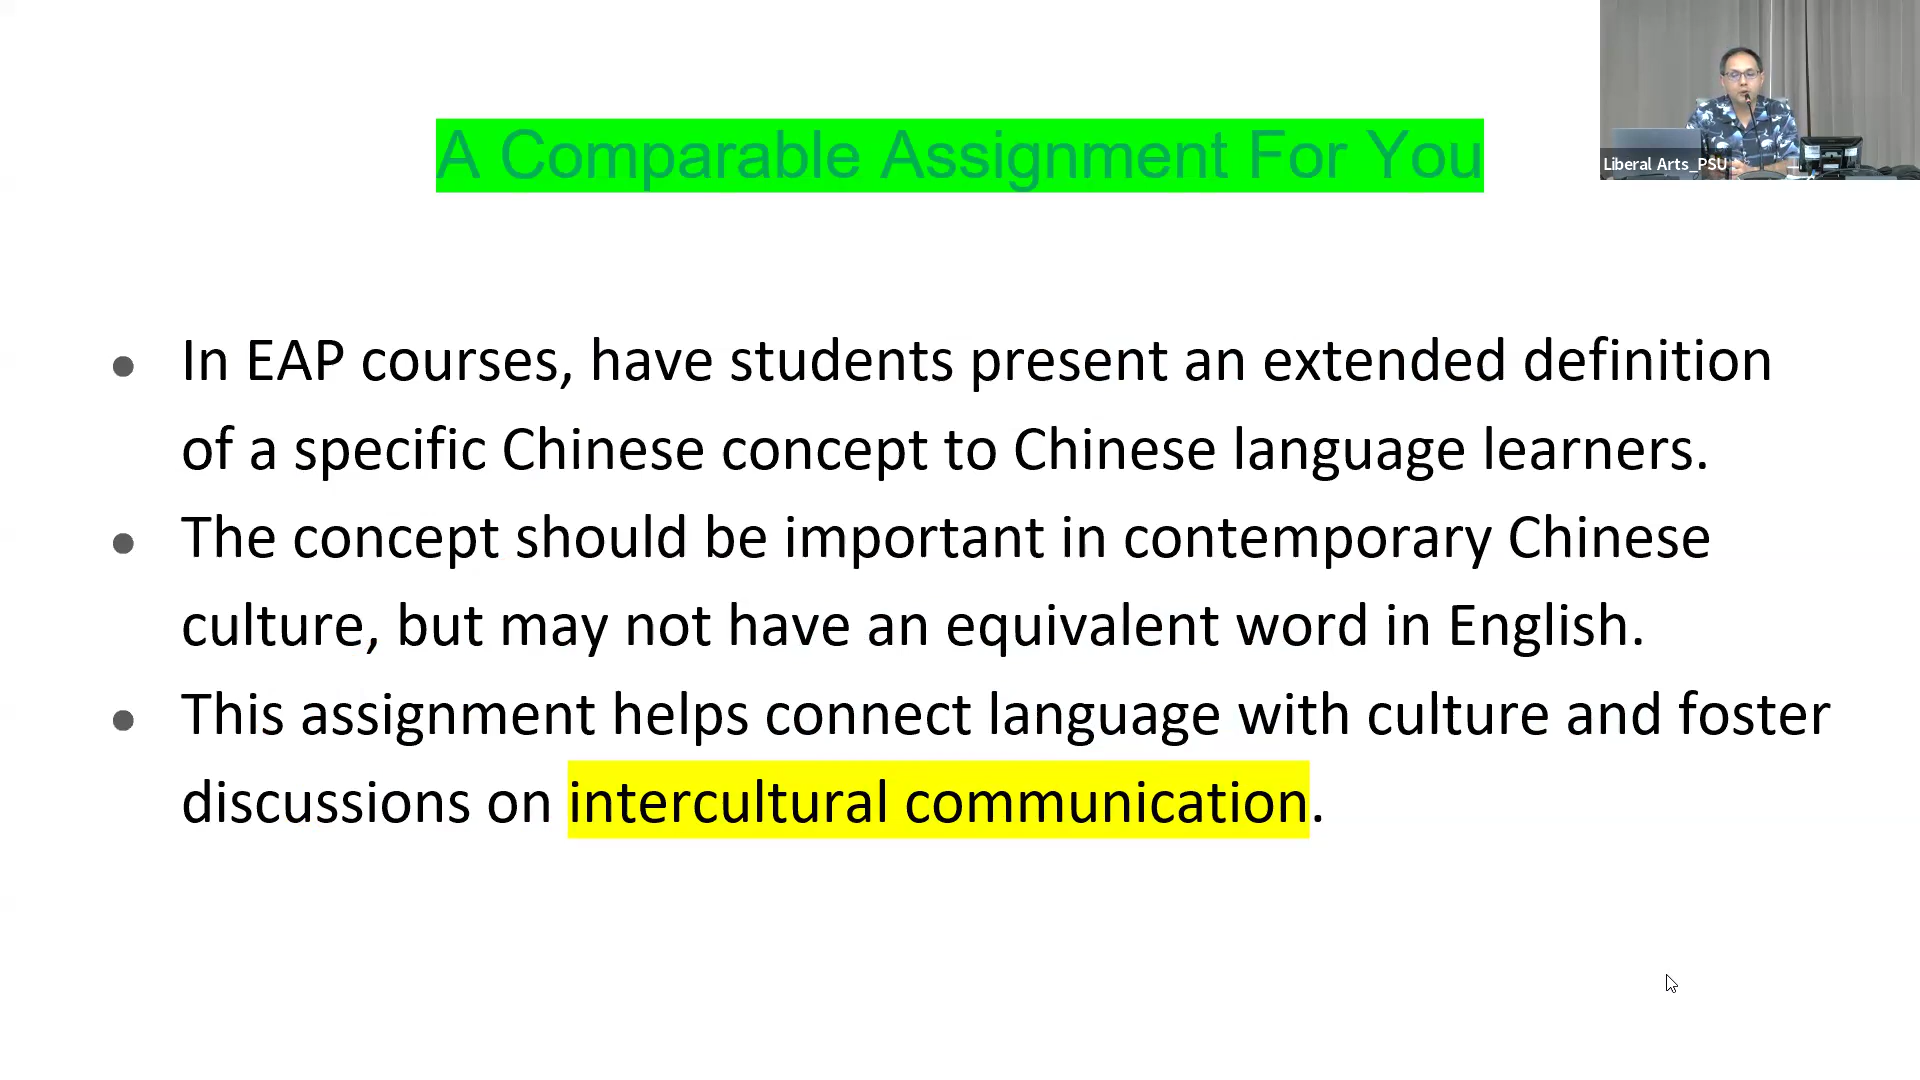 A Comparable Assignment For You
Liberal Arts_PSU
In EAP courses, have students present an extended definition
of a specific Chinese concept to Chinese language learners.
The concept should be important in contemporary Chinese
culture, but may not have an equivalent word in English.
This assignment helps connect language with culture and foster
discussions on intercultural communication.